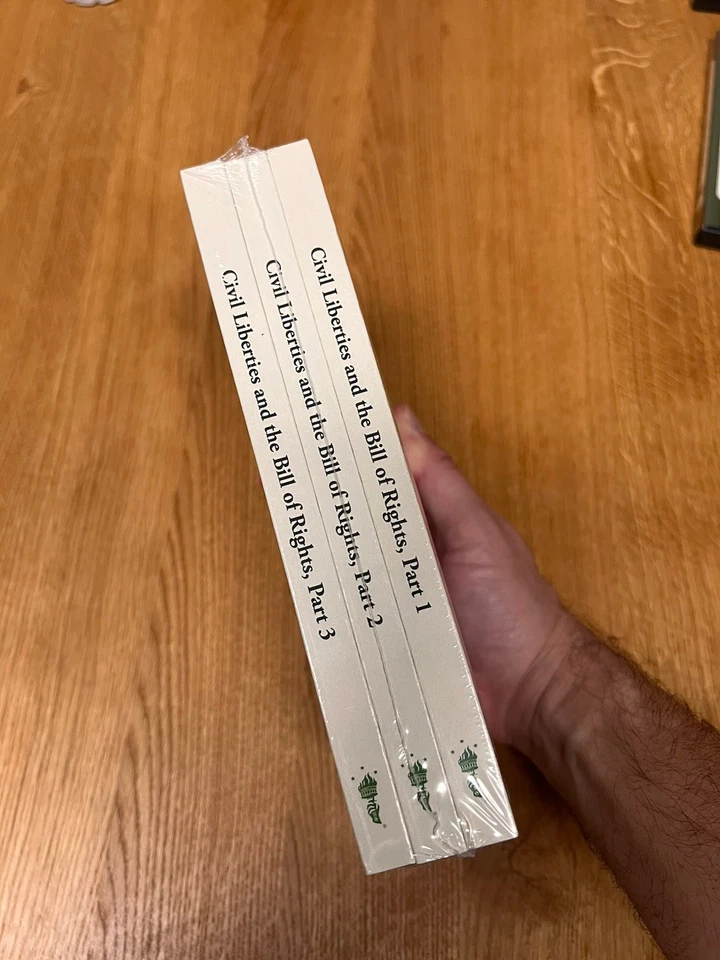 Civil Liberties and the Bill of Rights, Part 3
Civil Liberties and the Bill of Rights, Part 2
Civil Liberties and the Bill of Rights, Part 1